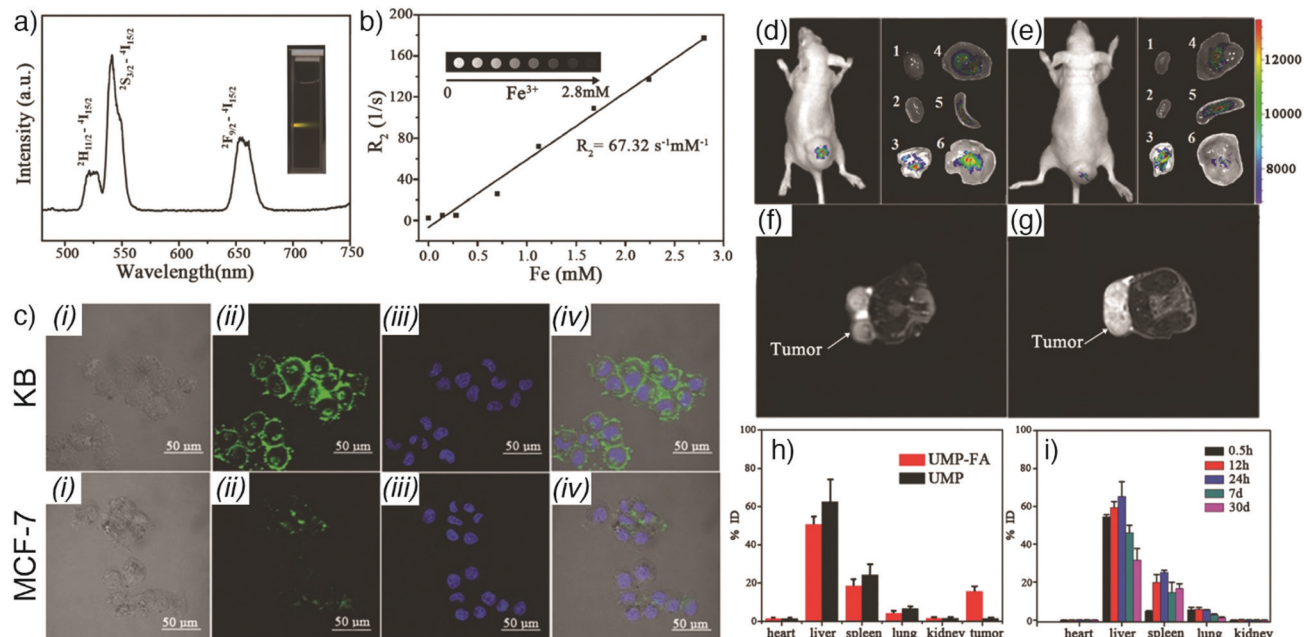 a)
Intensity (a.u.)
²H₁₁/₂-⁴I₁₅/₂
²S₃/₂-⁴I₁₅/₂
²F₉/₂-⁴I₁₅/₂
500 550 600 650 700 750
Wavelength(nm)
b)
R₂ (1/s)
200
160
120
80
40
0
0 Fe³⁺ 2.8mM
R₂= 67.32 s⁻¹mM⁻¹
0.0 0.5 1.0 1.5 2.0 2.5 3.0
Fe (mM)
c)
KB
(i) (ii) (iii) (iv)
50 μm 50 μm 50 μm 50 μm
MCF-7
(i) (ii) (iii) (iv)
50 μm 50 μm 50 μm 50 μm
(d)
1 4
2 5
3 6
(e)
1 4
2 5
3 6
12000
10000
8000
(f)
Tumor
(g)
Tumor
h)
UMP-FA
UMP
% ID
80
60
40
20
0
heart liver spleen lung kidney tumor
i)
0.5h
12h
24h
7d
30d
% ID
80
60
40
20
0
heart liver spleen lung kidney